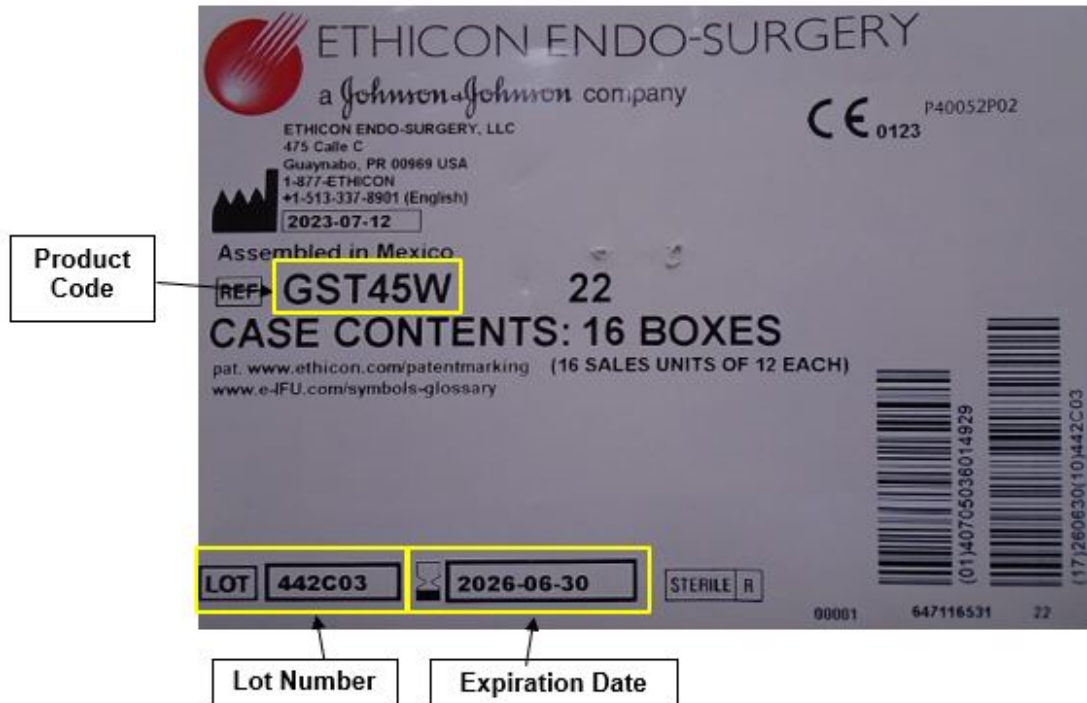 ETHICON ENDO-SURGERY
a Johnson & Johnson company
ETHICON ENDO-SURGERY, LLC
475 Calle C
Guaynabo, PR 00969 USA
1-877-ETHICON
+1-513-337-8901 (English)
2023-07-12
CE 0123
P40052P02
Assembled in Mexico
Product
Code
REF GST45W 22
CASE CONTENTS: 16 BOXES
pat. www.ethicon.com/patentmarking (16 SALES UNITS OF 12 EACH)
www.e-IFU.com/symbols-glossary
(01)40705036014929
(17)260630(10)442C03
LOT 442C03 2026-06-30 STERILE R
00001 647116531 22
Lot Number
Expiration Date